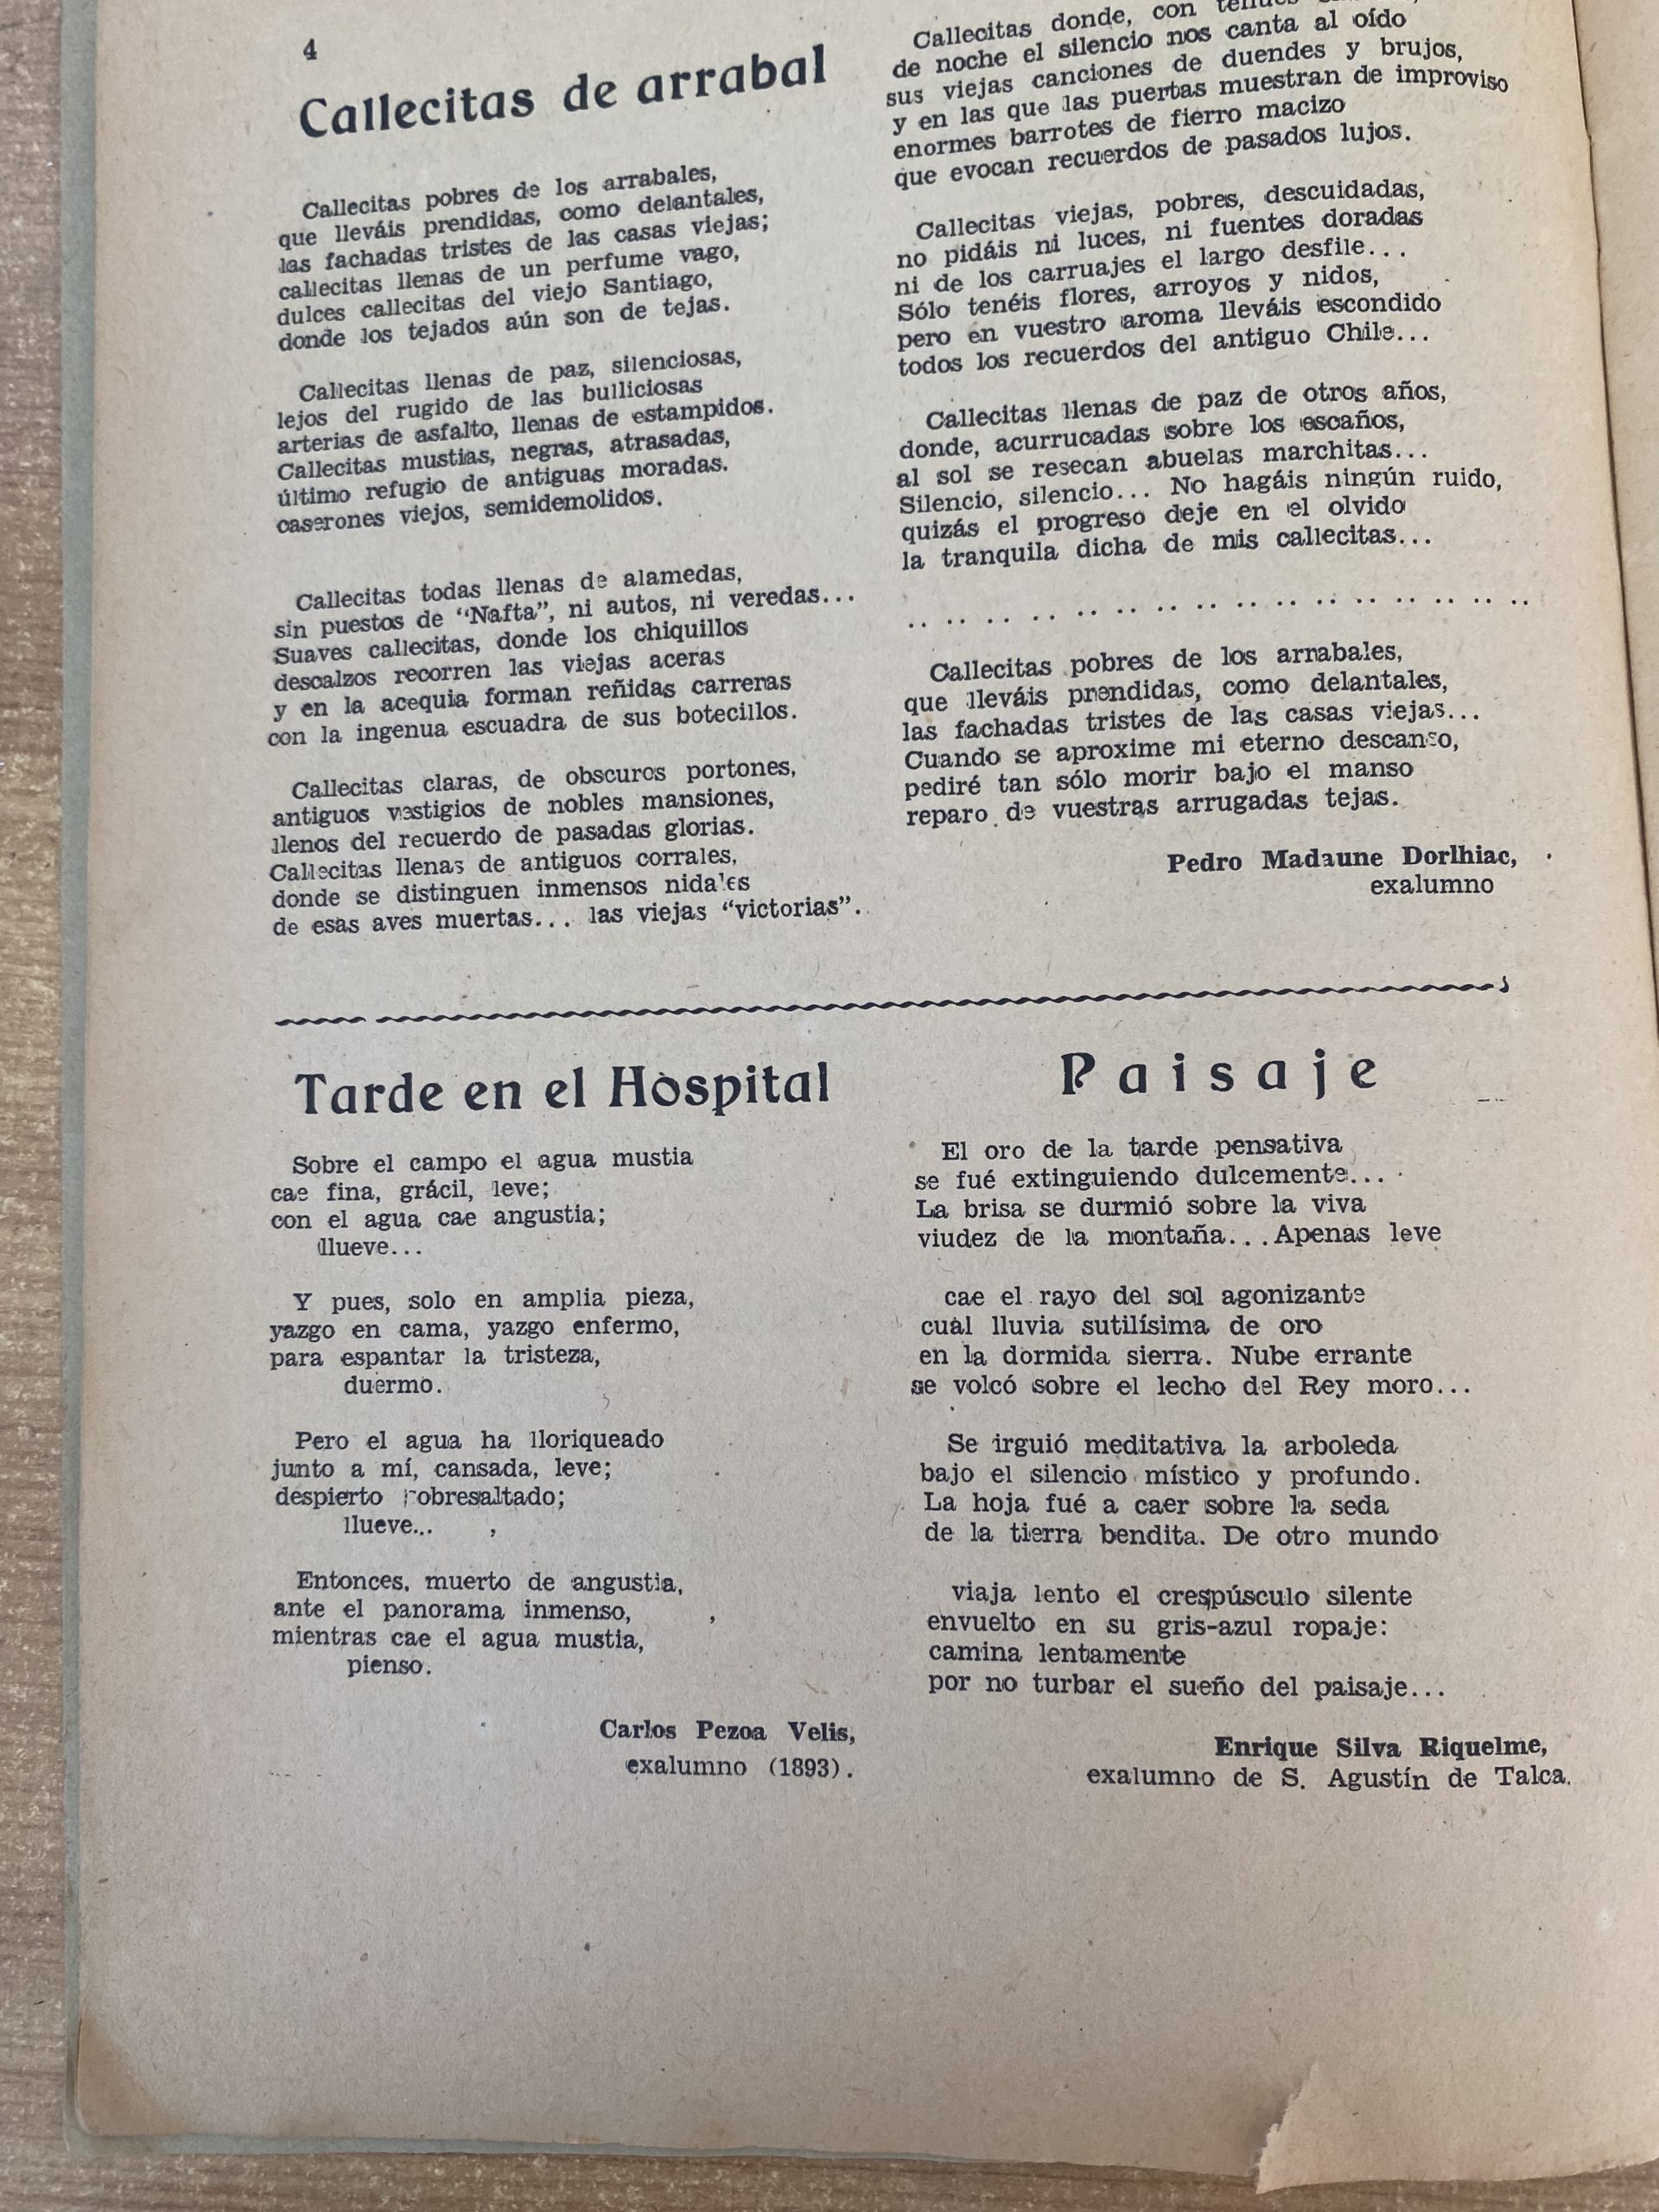 4
Callecitas de arrabal
Callecitas pobres de los arrabales,
que lleváis prendidas, como delantales,
las fachadas tristes de las casas viejas;
callecitas llenas de un perfume vago,
dulces callecitas del viejo Santiago,
donde los tejados aún son de tejas.
Callecitas llenas de paz, silenciosas,
lejos del rugido de las bulliciosas
arterias de asfalto, llenas de estampidos.
Callecitas mustias, negras, atrasadas,
último refugio de antiguas moradas.
caserones viejos, semidemolidos.
Callecitas todas llenas de alamedas,
sin puestos de "Nafta", ni autos, ni veredas...
Suaves callecitas, donde los chiquillos
descalzos recorren las viejas aceras
y en la acequia forman reñidas carreras
con la ingenua escuadra de sus botecillos.
Callecitas claras, de obscuros portones,
antiguos vestigios de nobles mansiones,
llenos del recuerdo de pasadas glorias.
Callecitas llenas de antiguos corrales,
donde se distinguen inmensos nidales
de esas aves muertas... las viejas "victorias".
Callecitas donde, con
de noche el silencio nos canta al oído
sus viejas canciones de duendes y brujos,
y en las que las puertas muestran de improviso
enormes barrotes de fierro macizo
que evocan recuerdos de pasados lujos.
Callecitas viejas, pobres, descuidadas,
no pidáis ni luces, ni fuentes doradas
ni de los carruajes el largo desfile...
Sólo tenéis flores, arroyos y nidos,
pero en vuestro aroma lleváis escondido
todos los recuerdos del antiguo Chile...
Callecitas llenas de paz de otros años,
donde, acurrucadas sobre los escaños,
al sol se resecan abuelas marchitas...
Silencio, silencio... No hagáis ningún ruido,
quizás el progreso deje en el olvido
la tranquila dicha de mis callecitas...
.. .. .. .. .. .. .. .. .. .. .. .. .. .. .. ..
Callecitas pobres de los arrabales,
que lleváis prendidas, como delantales,
las fachadas tristes de las casas viejas...
Cuando se aproxime mi eterno descanso,
pediré tan sólo morir bajo el manso
reparo de vuestras arrugadas tejas.
Pedro Madaune Dorlhiac,
exalumno
Tarde en el Hospital
Sobre el campo el agua mustia
cae fina, grácil, leve;
con el agua cae angustia;
llueve...
Y pues, solo en amplia pieza,
yazgo en cama, yazgo enfermo,
para espantar la tristeza,
duermo.
Pero el agua ha lloriqueado
junto a mí, cansada, leve;
despierto sobresaltado;
llueve...
Entonces, muerto de angustia,
ante el panorama inmenso,
mientras cae el agua mustia,
pienso.
Carlos Pezoa Velis,
exalumno (1893).
Paisaje
El oro de la tarde pensativa
se fué extinguiendo dulcemente...
La brisa se durmió sobre la viva
viudez de la montaña...Apenas leve
cae el rayo del sol agonizante
cual lluvia sutilísima de oro
en la dormida sierra. Nube errante
se volcó sobre el lecho del Rey moro...
Se irguió meditativa la arboleda
bajo el silencio místico y profundo.
La hoja fué a caer sobre la seda
de la tierra bendita. De otro mundo
viaja lento el crespúsculo silente
envuelto en su gris-azul ropaje:
camina lentamente
por no turbar el sueño del paisaje...
Enrique Silva Riquelme,
exalumno de S. Agustín de Talca.